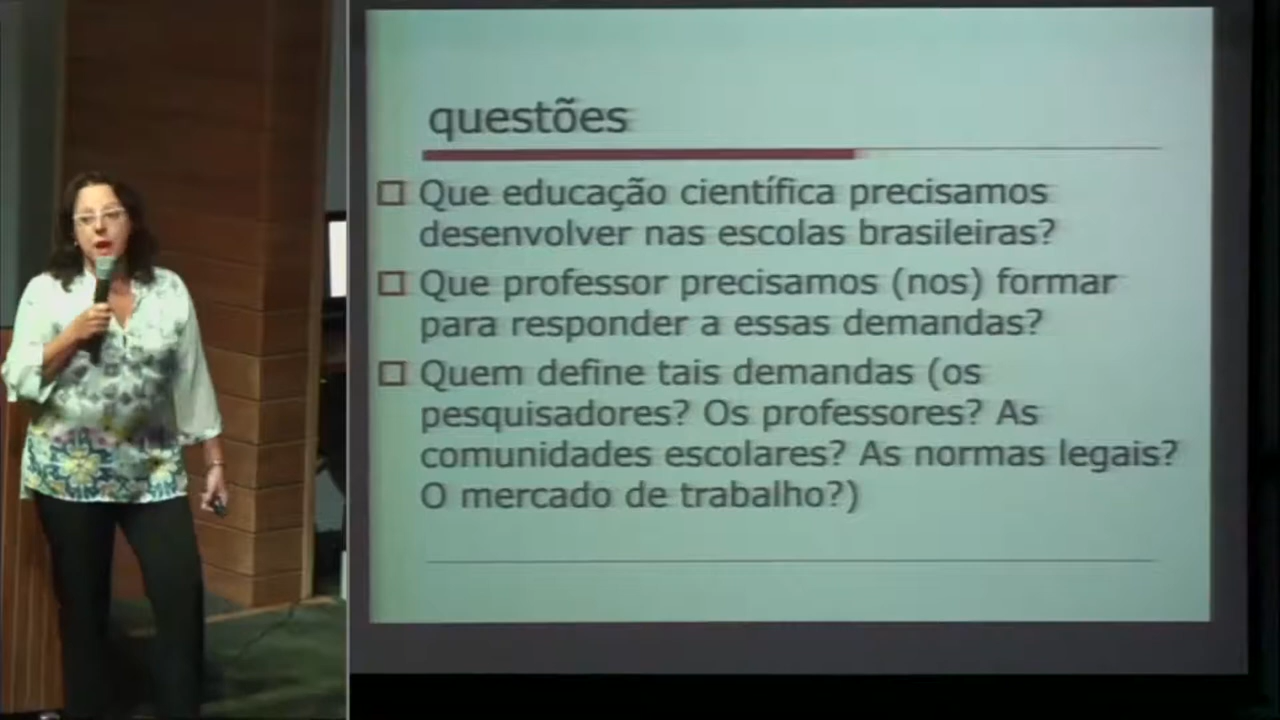 questões
Que educação científica precisamos
desenvolver nas escolas brasileiras?
Que professor precisamos (nos) formar
para responder a essas demandas?
Quem define tais demandas (os
pesquisadores? Os professores? As
comunidades escolares? As normas legais?
O mercado de trabalho?)